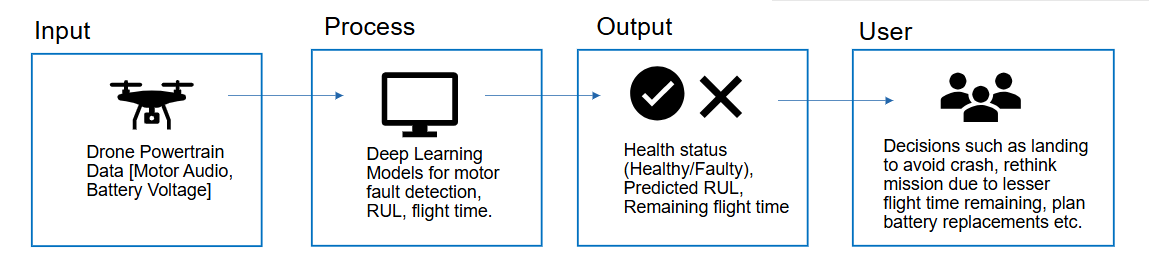 Input
Drone Powertrain
Data [Motor Audio,
Battery Voltage]
Process
Deep Learning
Models for motor
fault detection,
RUL, flight time.
Output
Health status
(Healthy/Faulty),
Predicted RUL,
Remaining flight time
User
Decisions such as landing
to avoid crash, rethink
mission due to lesser
flight time remaining, plan
battery replacements etc.